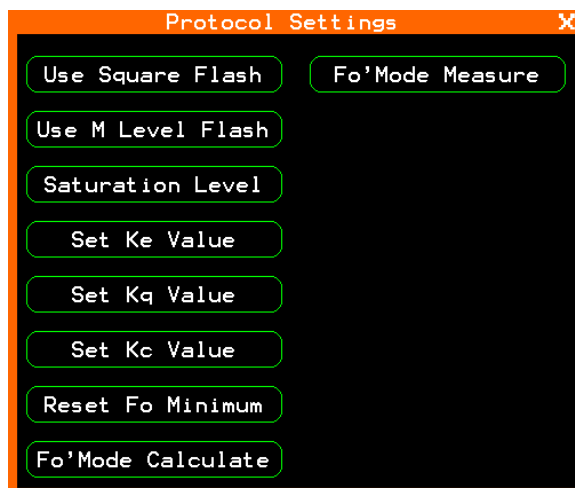 Protocol Settings X
Use Square Flash
Fo'Mode Measure
Use M Level Flash
Saturation Level
Set Ke Value
Set Kq Value
Set Kc Value
Reset Fo Minimum
Fo'Mode Calculate